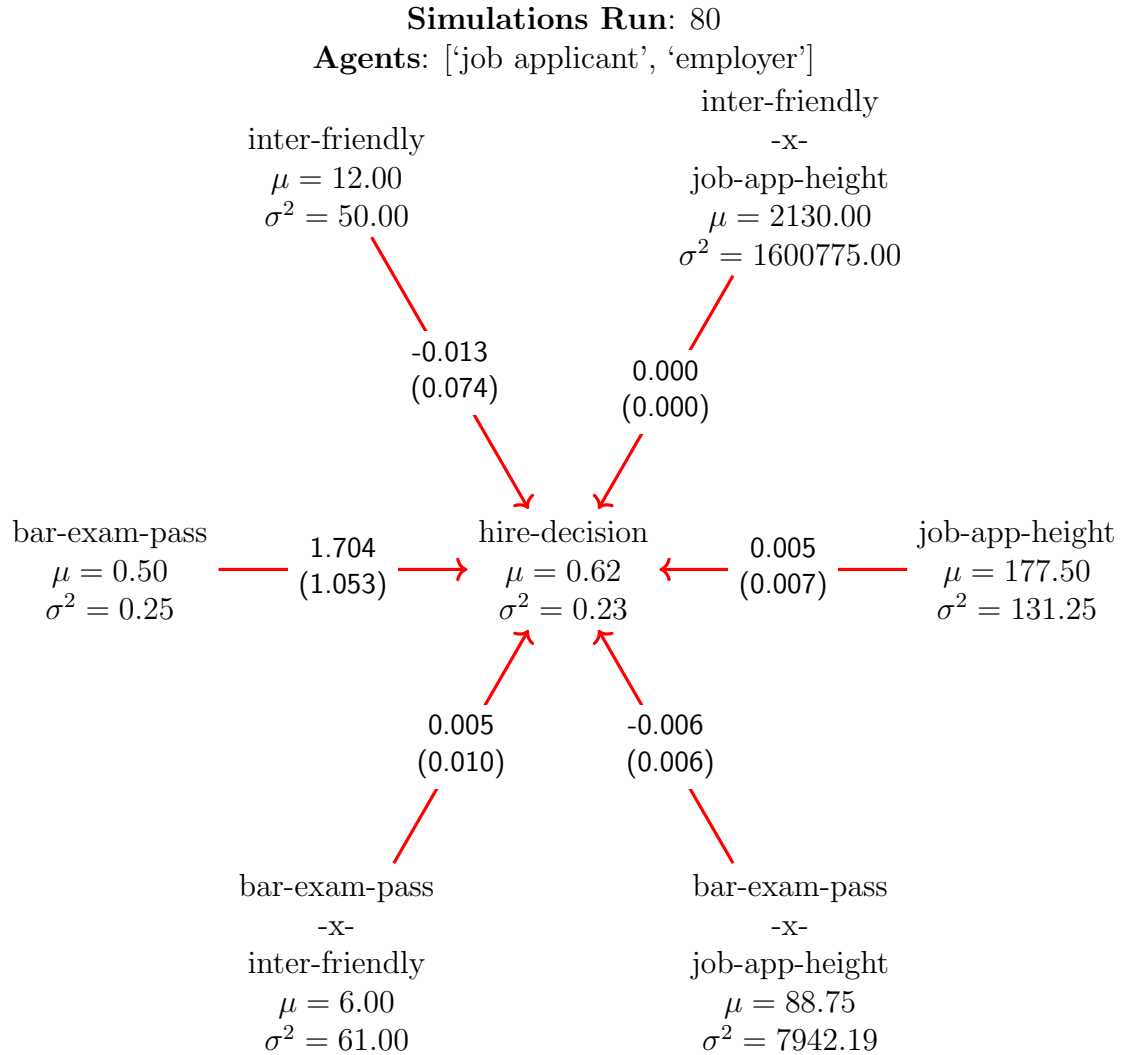 Simulations Run: 80
Agents: [‘job applicant’, ‘employer’]
inter-friendly
μ = 12.00
σ² = 50.00
inter-friendly
-x-
job-app-height
μ = 2130.00
σ² = 1600775.00
-0.013
(0.074)
0.000
(0.000)
bar-exam-pass
μ = 0.50
σ² = 0.25
1.704
(1.053)
hire-decision
μ = 0.62
σ² = 0.23
0.005
(0.007)
job-app-height
μ = 177.50
σ² = 131.25
0.005
(0.010)
-0.006
(0.006)
bar-exam-pass
-x-
inter-friendly
μ = 6.00
σ² = 61.00
bar-exam-pass
-x-
job-app-height
μ = 88.75
σ² = 7942.19